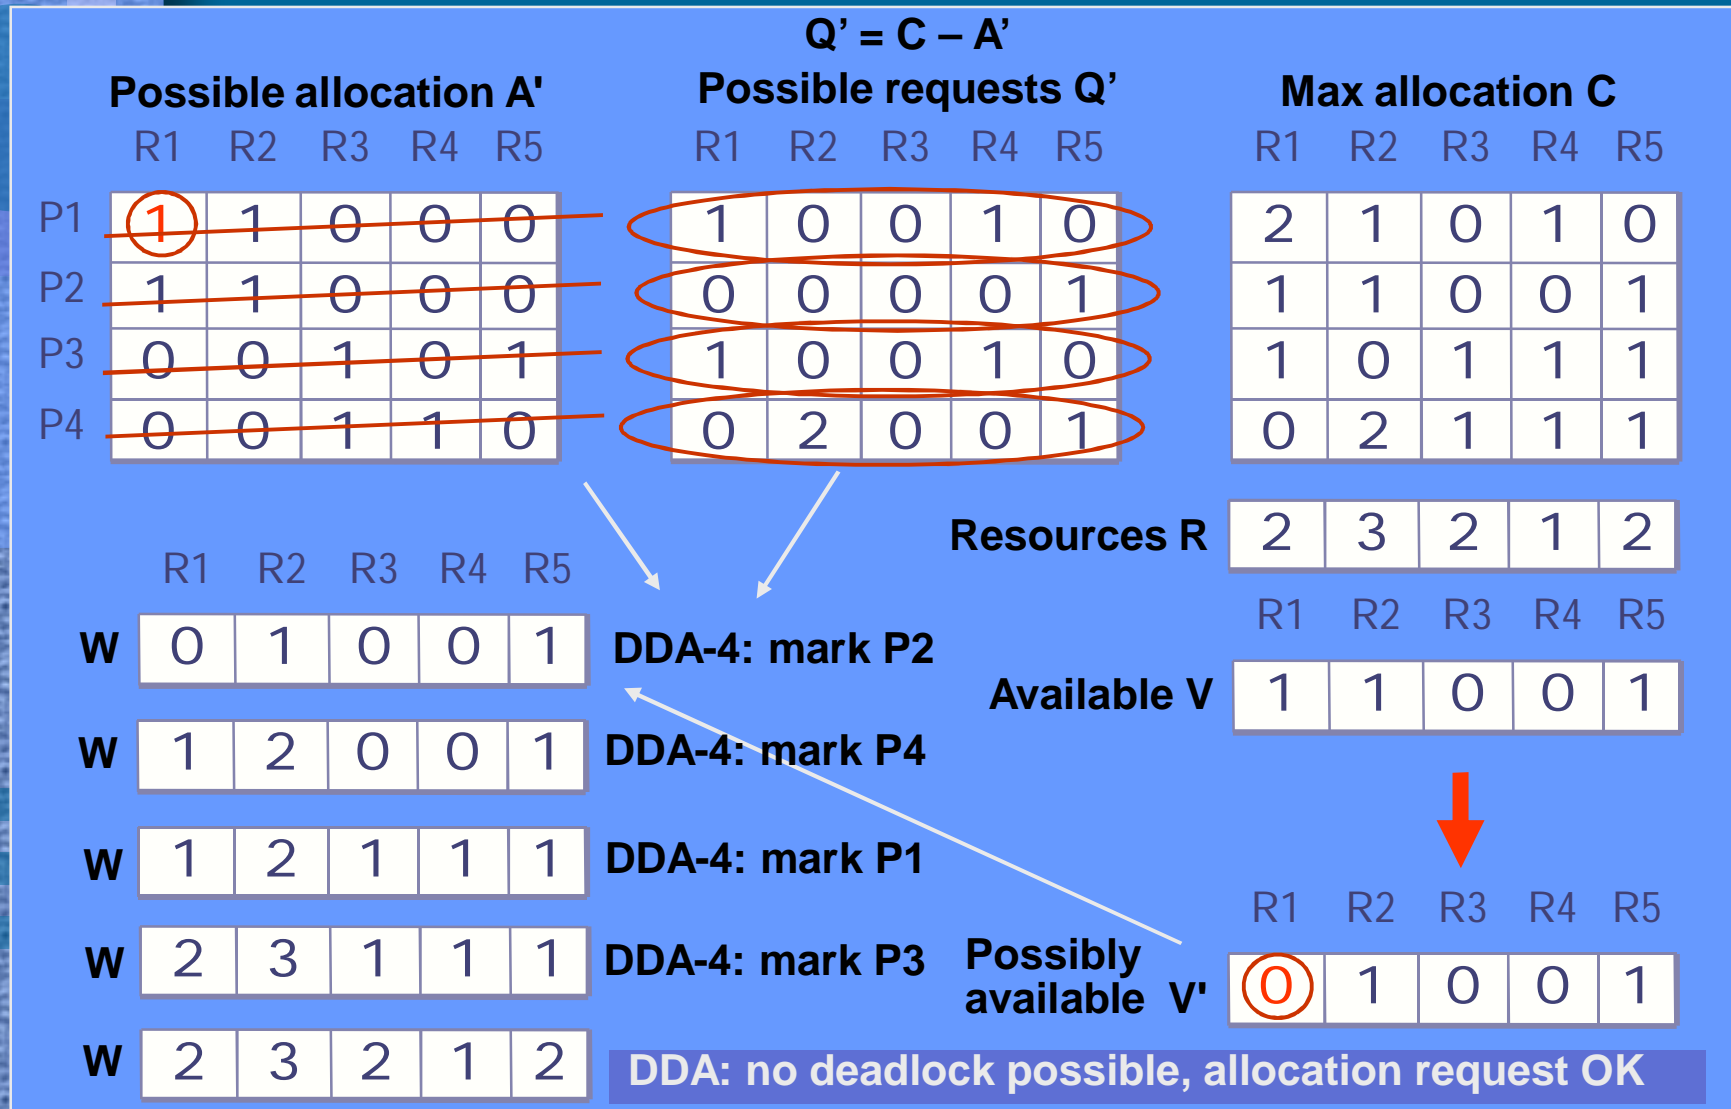 Q’ = C – A’
Possible allocation A'
Possible requests Q’
Max allocation C
R1 R2 R3 R4 R5
R1 R2 R3 R4 R5
R1 R2 R3 R4 R5
P1 1 1 0 0 0
1 0 0 1 0
2 1 0 1 0
P2 1 1 0 0 0
0 0 0 0 1
1 1 0 0 1
P3 0 0 1 0 1
1 0 0 1 0
1 0 1 1 1
P4 0 0 1 1 0
0 2 0 0 1
0 2 1 1 1
Resources R 2 3 2 1 2
R1 R2 R3 R4 R5
Available V 1 1 0 0 1
R1 R2 R3 R4 R5
Possibly
available V' 0 1 0 0 1
R1 R2 R3 R4 R5
W 0 1 0 0 1 DDA-4: mark P2
W 1 2 0 0 1 DDA-4: mark P4
W 1 2 1 1 1 DDA-4: mark P1
W 2 3 1 1 1 DDA-4: mark P3
W 2 3 2 1 2
DDA: no deadlock possible, allocation request OK